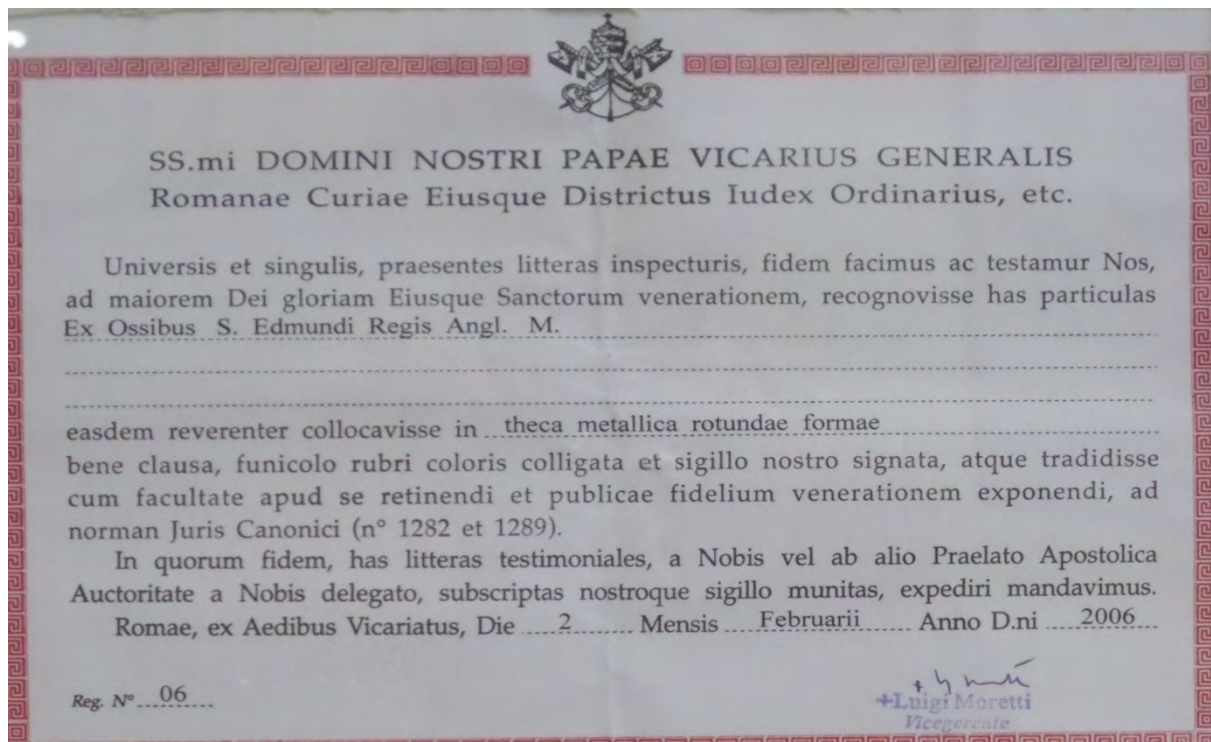 SS.mi DOMINI NOSTRI PAPAE VICARIUS GENERALIS
Romanae Curiae Eiusque Districtus Iudex Ordinarius, etc.
Universis et singulis, praesentes litteras inspecturis, fidem facimus ac testamur Nos,
ad maiorem Dei gloriam Eiusque Sanctorum venerationem, recognovisse has particulas
Ex Ossibus S. Edmundi Regis Angl. M.
easdem reverenter collocavisse in theca metallica rotundae formae
bene clausa, funicolo rubri coloris colligata et sigillo nostro signata, atque tradidisse
cum facultate apud se retinendi et publicae fidelium venerationem exponendi, ad
norman Juris Canonici (n° 1282 et 1289).
In quorum fidem, has litteras testimoniales, a Nobis vel ab alio Praelato Apostolica
Auctoritate a Nobis delegato, subscriptas nostroque sigillo munitas, expediri mandavimus.
Romae, ex Aedibus Vicariatus, Die 2 Mensis Februarii Anno D.ni 2006
Reg. N° 06
+Luigi Moretti